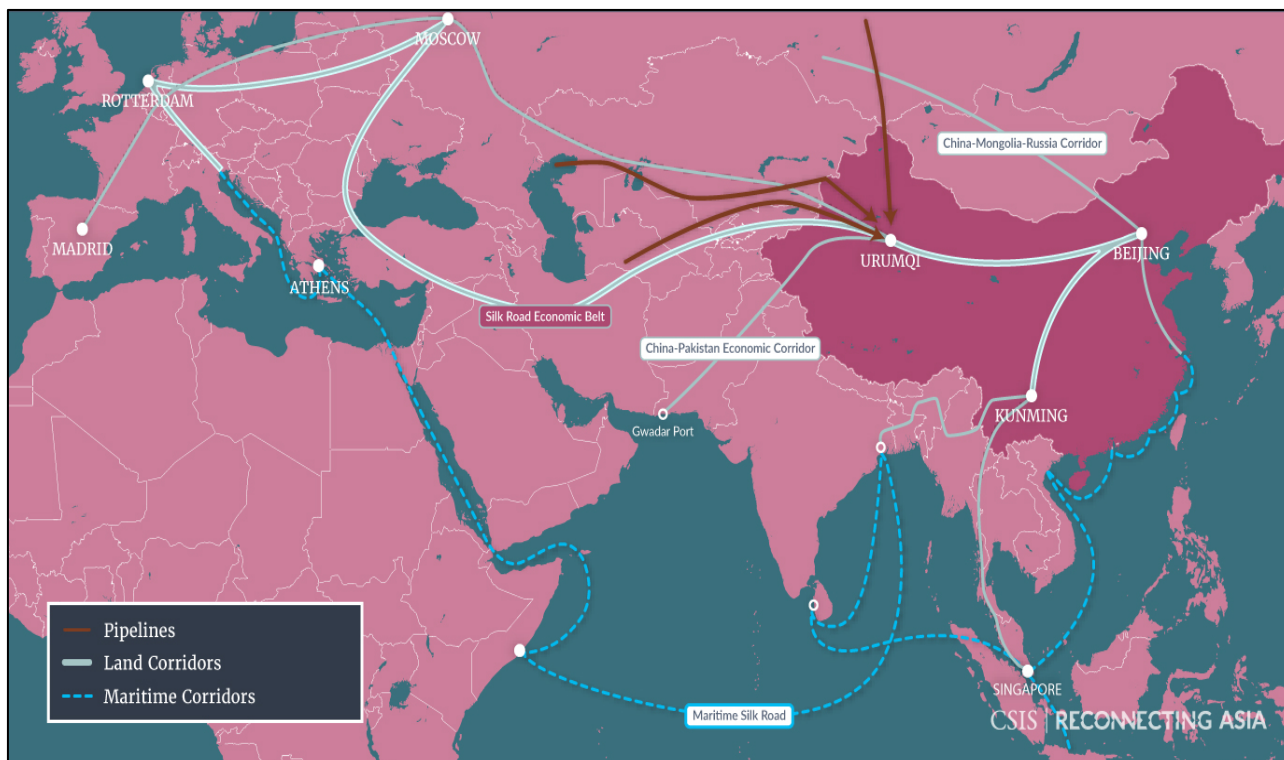 MOSCOW
ROTTERDAM
China-Mongolia-Russia Corridor
MADRID
URUMQI
BEIJING
ATHENS
Silk Road Economic Belt
China-Pakistan Economic Corridor
KUNMING
Gwadar Port
Pipelines
Land Corridors
Maritime Corridors
SINGAPORE
Maritime Silk Road
CSIS | RECONNECTING ASIA